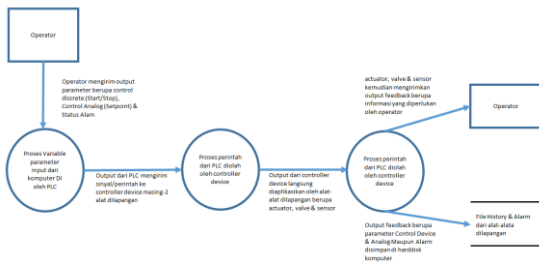 Operator
Operator mengirim output
parameter berupa control
discrete (Start/Stop),
Control Analog (Setpoint) &
Status Alam
Proses Variable
parameter
input dari
komputer DI
oleh PLC
Output dari PLC mengirim
sinyal/perintah ke
controller device masing-2
alat dilapangan
Proses perintah
dari PLC diolah
oleh controller
device
Output dari controller
device langsung
diaplikasikan oleh alat-
alat dilapangan berupa
actuator, valve & sensor
Proses perintah
dari PLC diolah
oleh controller
device
actuator, valve & sensor
kemudian mengirimkan
output feedback berupa
informasi yang diperlukan
oleh operator
Operator
Output feedback berupa
parameter Control Device
& Analog Maupun Alarm
disimpan di harddisk
komputer
File History & Alarm
dari alat-alata
dilapangan